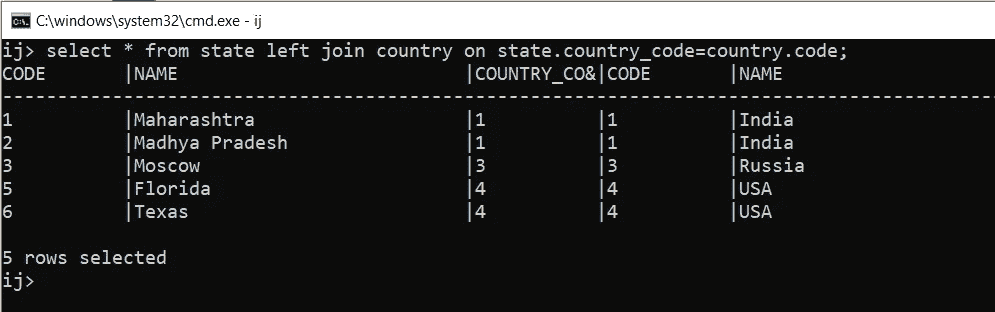 C:\windows\system32\cmd.exe - ij
ij> select * from state left join country on state.country_code=country.code;
CODE |NAME |COUNTRY_CO&|CODE |NAME
--------------------------------------------------------------------------------
1 |Maharashtra |1 |1 |India
2 |Madhya Pradesh |1 |1 |India
3 |Moscow |3 |3 |Russia
5 |Florida |4 |4 |USA
6 |Texas |4 |4 |USA
5 rows selected
ij>